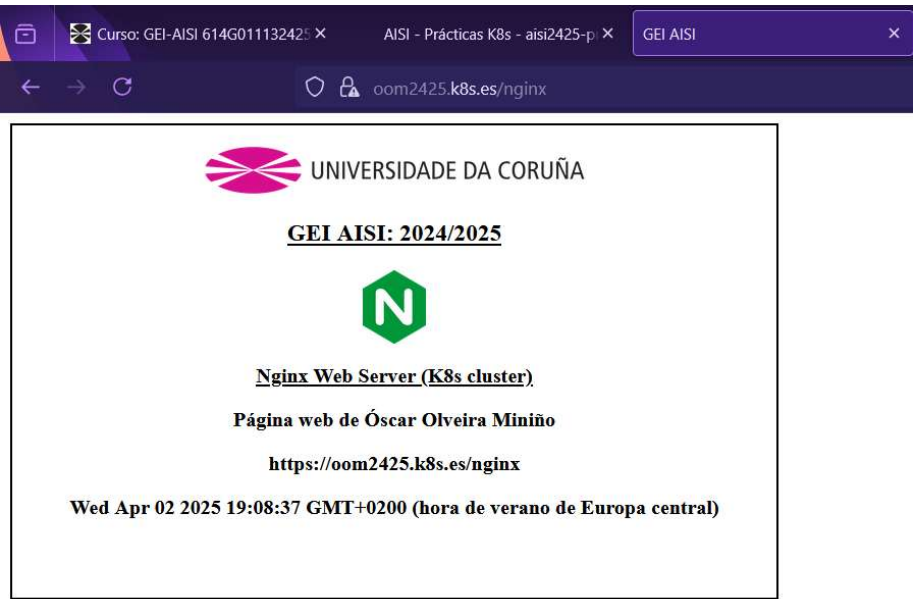 Curso: GEI-AISI 614G011132425
AISI - Prácticas K8s - aisi2425-p
GEI AISI
oom2425.k8s.es/nginx
UNIVERSIDADE DA CORUÑA
GEI AISI: 2024/2025
N
Nginx Web Server (K8s cluster)
Página web de Óscar Olveira Miniño
https://oom2425.k8s.es/nginx
Wed Apr 02 2025 19:08:37 GMT+0200 (hora de verano de Europa central)